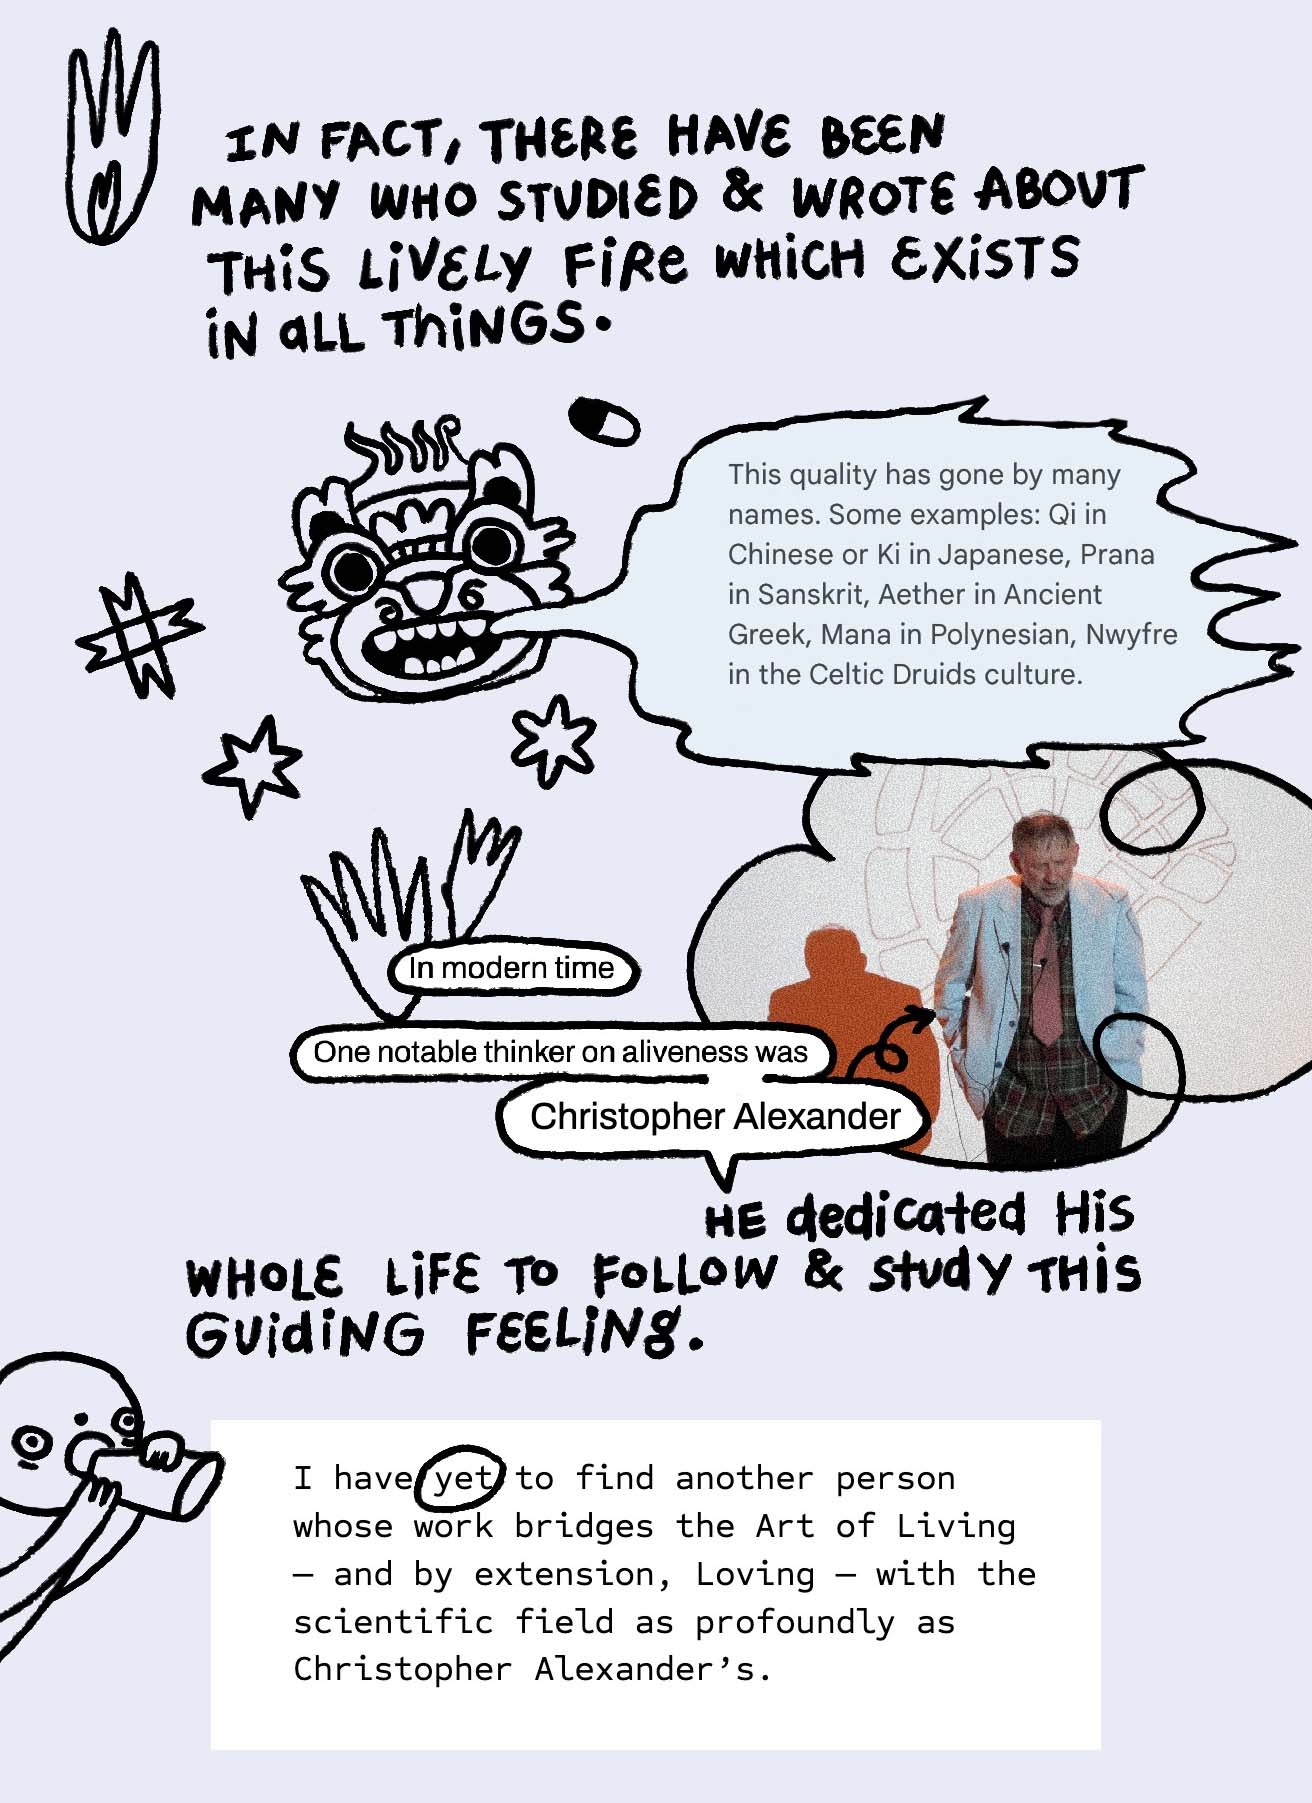 IN FACT, THERE HAVE BEEN
MANY WHO STUDIED & WROTE ABOUT
THiS LiVELY FiRe WHiCH EXiSTS
iN aLL ThiNGS.
This quality has gone by many
names. Some examples: Qi in
Chinese or Ki in Japanese, Prana
in Sanskrit, Aether in Ancient
Greek, Mana in Polynesian, Nwyfre
in the Celtic Druids culture.
In modern time
One notable thinker on aliveness was
Christopher Alexander
HE dedicated His
WHOLE LiFE TO FOLLOW & study THiS
GUidiNG FEELiNg.
I have yet to find another person
whose work bridges the Art of Living
— and by extension, Loving — with the
scientific field as profoundly as
Christopher Alexander’s.